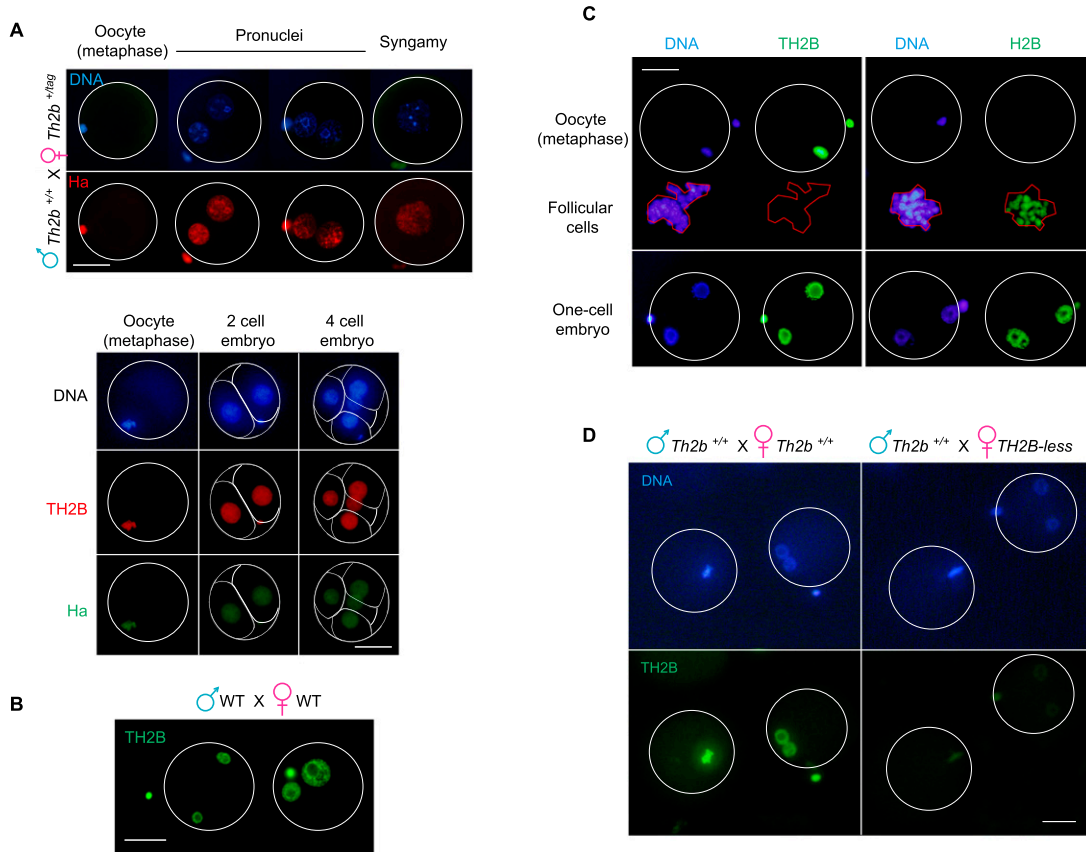 A
Oocyte
(metaphase)
Pronuclei
Syngamy
DNA
Ha
♂ Th2b +/+ X ♀ Th2b +/tag
Oocyte
(metaphase)
2 cell
embryo
4 cell
embryo
DNA
TH2B
Ha
B
♂ WT X ♀ WT
TH2B
C
DNA TH2B DNA H2B
Oocyte
(metaphase)
Follicular
cells
One-cell
embryo
D
♂ Th2b +/+ X ♀ Th2b +/+
♂ Th2b +/+ X ♀ TH2B-less
DNA
TH2B